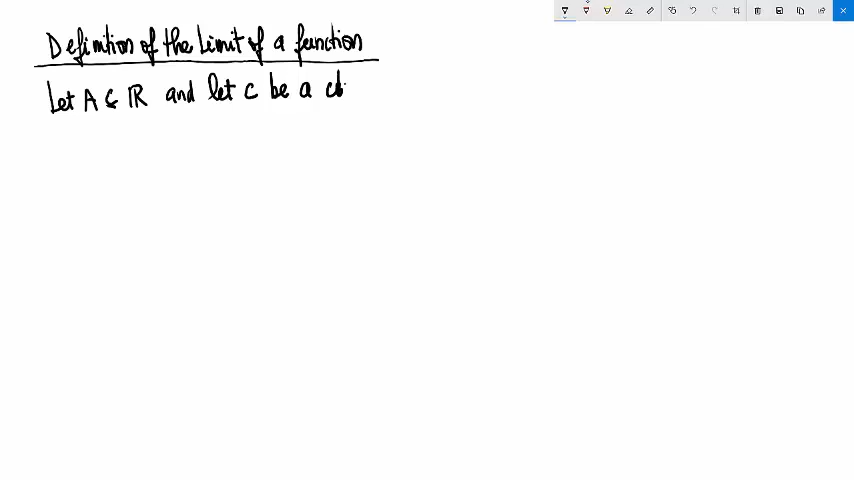 Definition of the Limit of a function
Let A ⊆ ℝ and let c be a